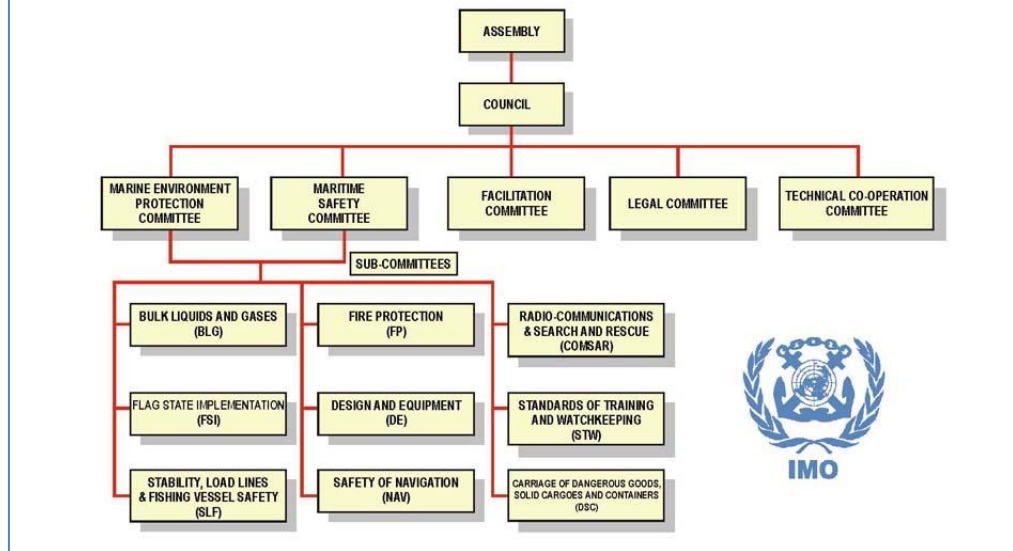 ASSEMBLY
COUNCIL
MARINE ENVIRONMENT
PROTECTION
COMMITTEE
MARITIME
SAFETY
COMMITTEE
FACILITATION
COMMITTEE
LEGAL COMMITTEE
TECHNICAL CO-OPERATION
COMMITTEE
SUB-COMMITTEES
BULK LIQUIDS AND GASES
(BLG)
FIRE PROTECTION
(FP)
RADIO-COMMUNICATIONS
& SEARCH AND RESCUE
(COMSAR)
FLAG STATE IMPLEMENTATION
(FSI)
DESIGN AND EQUIPMENT
(DE)
STANDARDS OF TRAINING
AND WATCHKEEPING
(STW)
STABILITY, LOAD LINES
& FISHING VESSEL SAFETY
(SLF)
SAFETY OF NAVIGATION
(NAV)
CARRIAGE OF DANGEROUS GOODS,
SOLID CARGOES AND CONTAINERS
(DSC)
IMO